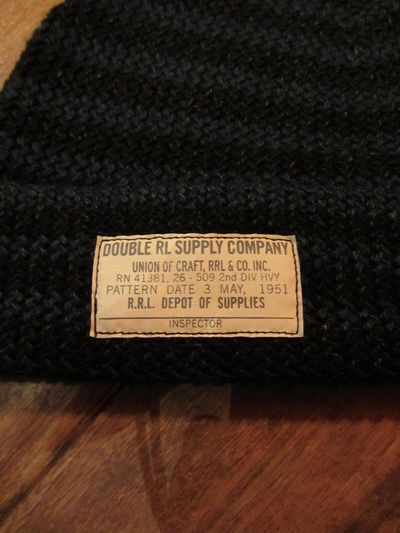 DOUBLE RL SUPPLY COMPANY
UNION OF CRAFT, RRL & CO. INC.
RN 41381, 26 - 509 2nd DIV HVY
PATTERN DATE 3 MAY, 1951
R.R.L. DEPOT OF SUPPLIES
INSPECTOR